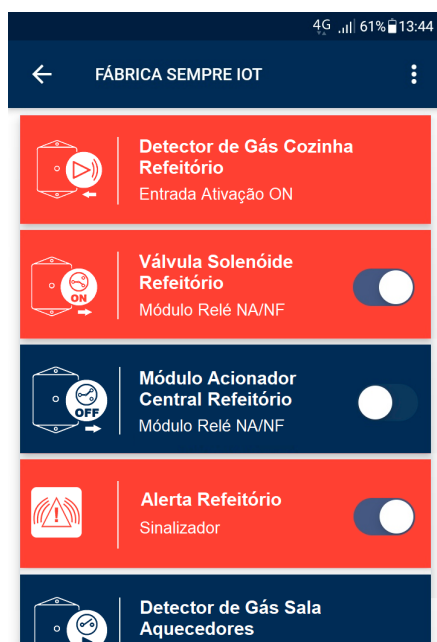 4G 61% 13:44
FÁBRICA SEMPRE IOT
Detector de Gás Cozinha
Refeitório
Entrada Ativação ON
Válvula Solenóide
Refeitório
Módulo Relé NA/NF
ON
Módulo Acionador
Central Refeitório
Módulo Relé NA/NF
OFF
Alerta Refeitório
Sinalizador
Detector de Gás Sala
Aquecedores